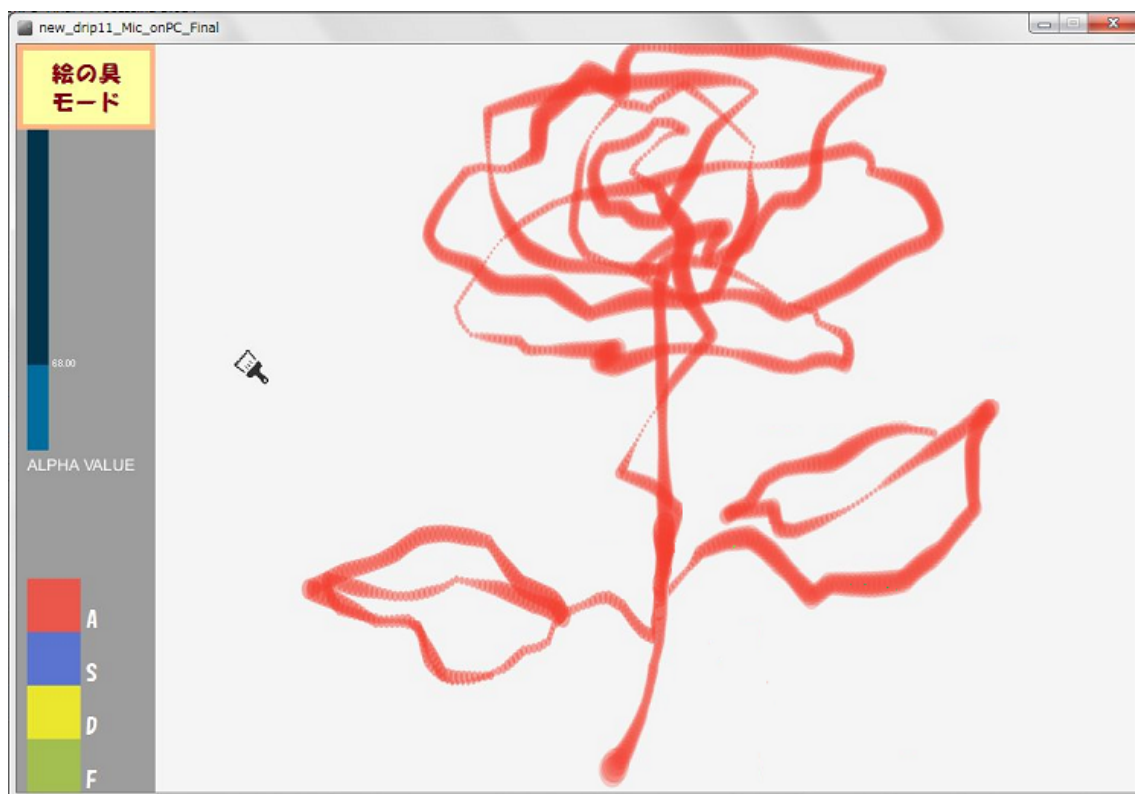 new_drip11_Mic_onPC_Final
絵の具
モード
68.00
ALPHA VALUE
A
S
D
F